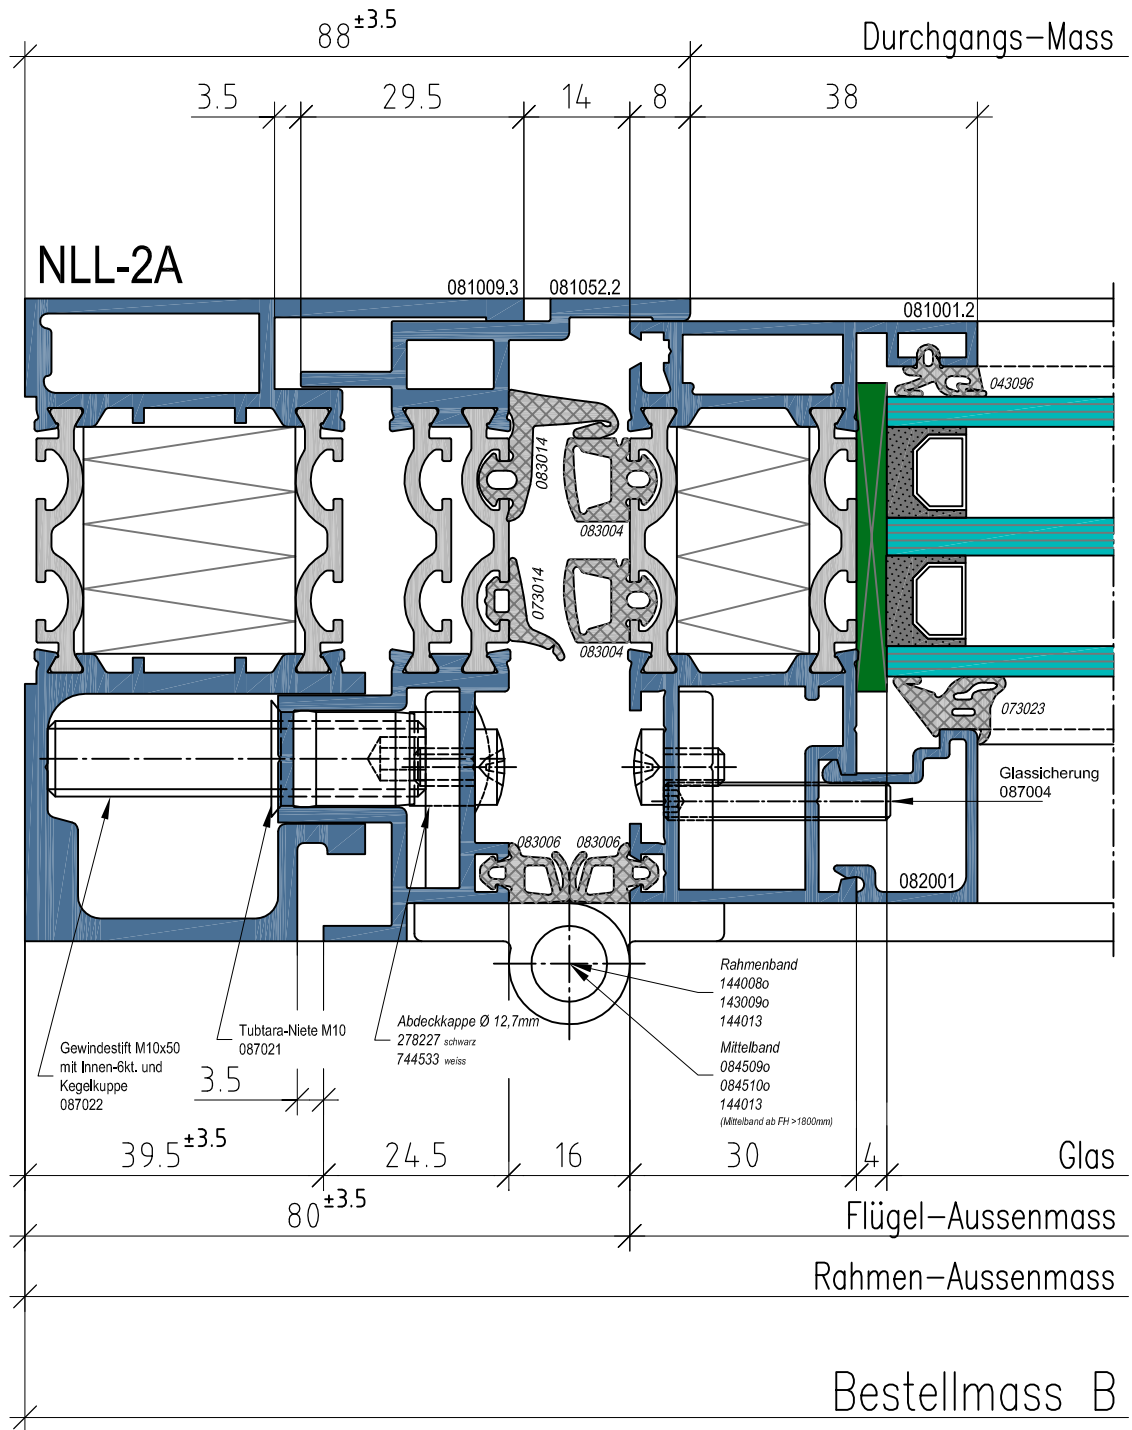 88±3.5
Durchgangs-Mass
3.5
29.5
14
8
38
NLL-2A
081009.3
081052.2
081001.2
043096
083014
083004
073014
083004
073023
Glassicherung
087004
083006
083006
082001
Rahmenband
144008o
143009o
144013
Mittelband
084509o
084510o
144013
(Mittelband ab FH >1800mm)
Abdeckkappe Ø 12,7mm
278227 schwarz
744533 weiss
Tubtara-Niete M10
087021
Gewindestift M10x50
mit Innen-6kt. und
Kegelkuppe
087022
3.5
39.5±3.5
24.5
16
30
4
Glas
80±3.5
Flügel-Aussenmass
Rahmen-Aussenmass
Bestellmass B